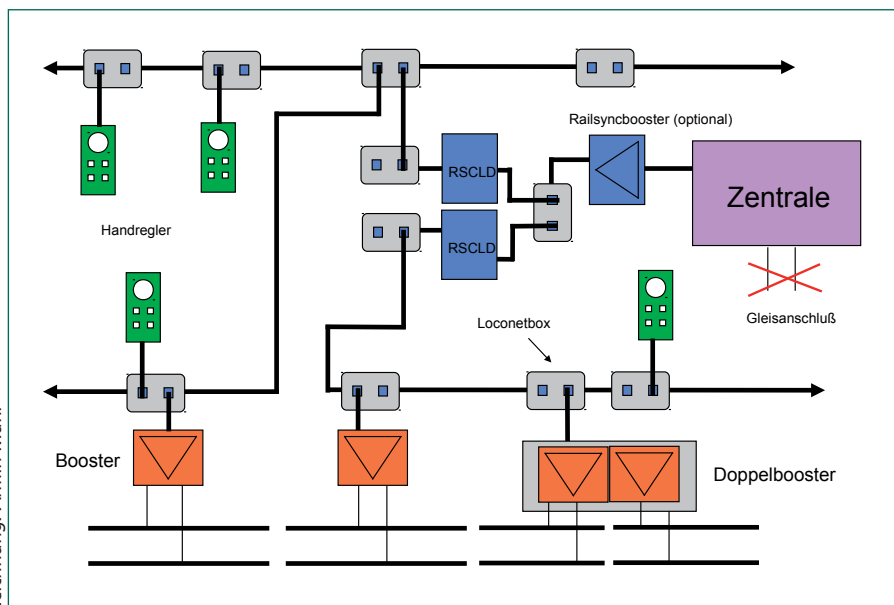 Railsyncbooster (optional)
RSCLD
Zentrale
Handregler
RSCLD
Gleisanschluß
Loconetbox
Booster
Doppelbooster